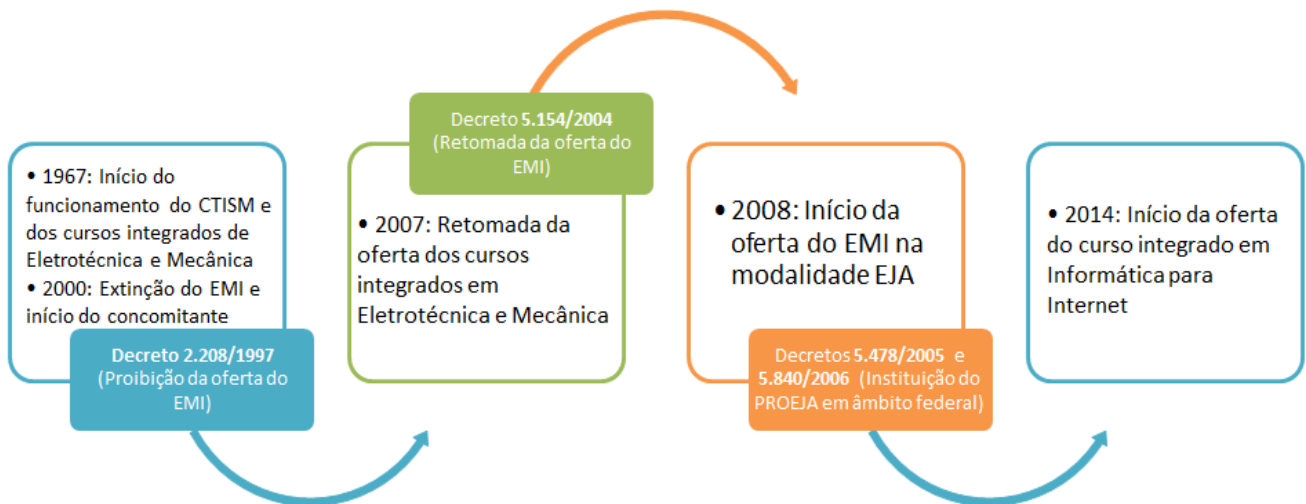 • 1967: Início do
funcionamento do CTISM e
dos cursos integrados de
Eletrotécnica e Mecânica
• 2000: Extinção do EMI e
início do concomitante
Decreto 2.208/1997
(Proibição da oferta do
EMI)
Decreto 5.154/2004
(Retomada da oferta do
EMI)
• 2007: Retomada da
oferta dos cursos
integrados em
Eletrotécnica e Mecânica
• 2008: Início da
oferta do EMI na
modalidade EJA
Decretos 5.478/2005 e
5.840/2006 (Instituição do
PROEJA em âmbito federal)
• 2014: Início da oferta
do curso integrado em
Informática para
Internet